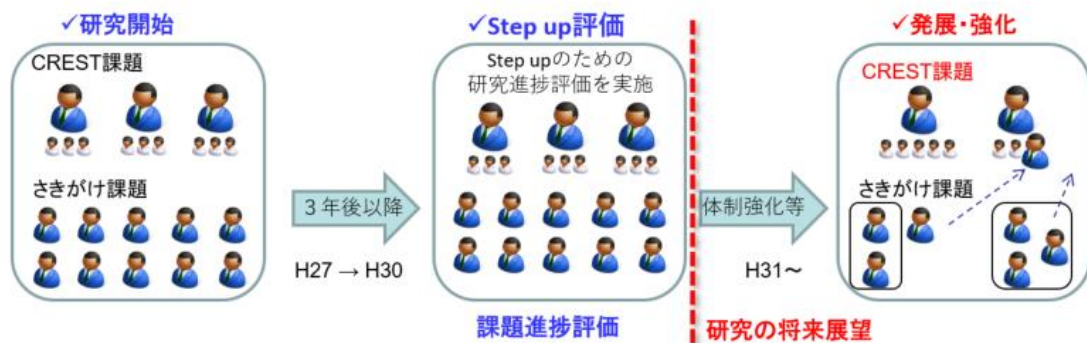 ✓研究開始
CREST課題
さきがけ課題
3年後以降
H27 → H30
✓Step up評価
Step upのための
研究進捗評価を実施
課題進捗評価
体制強化等
H31～
✓発展・強化
CREST課題
さきがけ課題
研究の将来展望